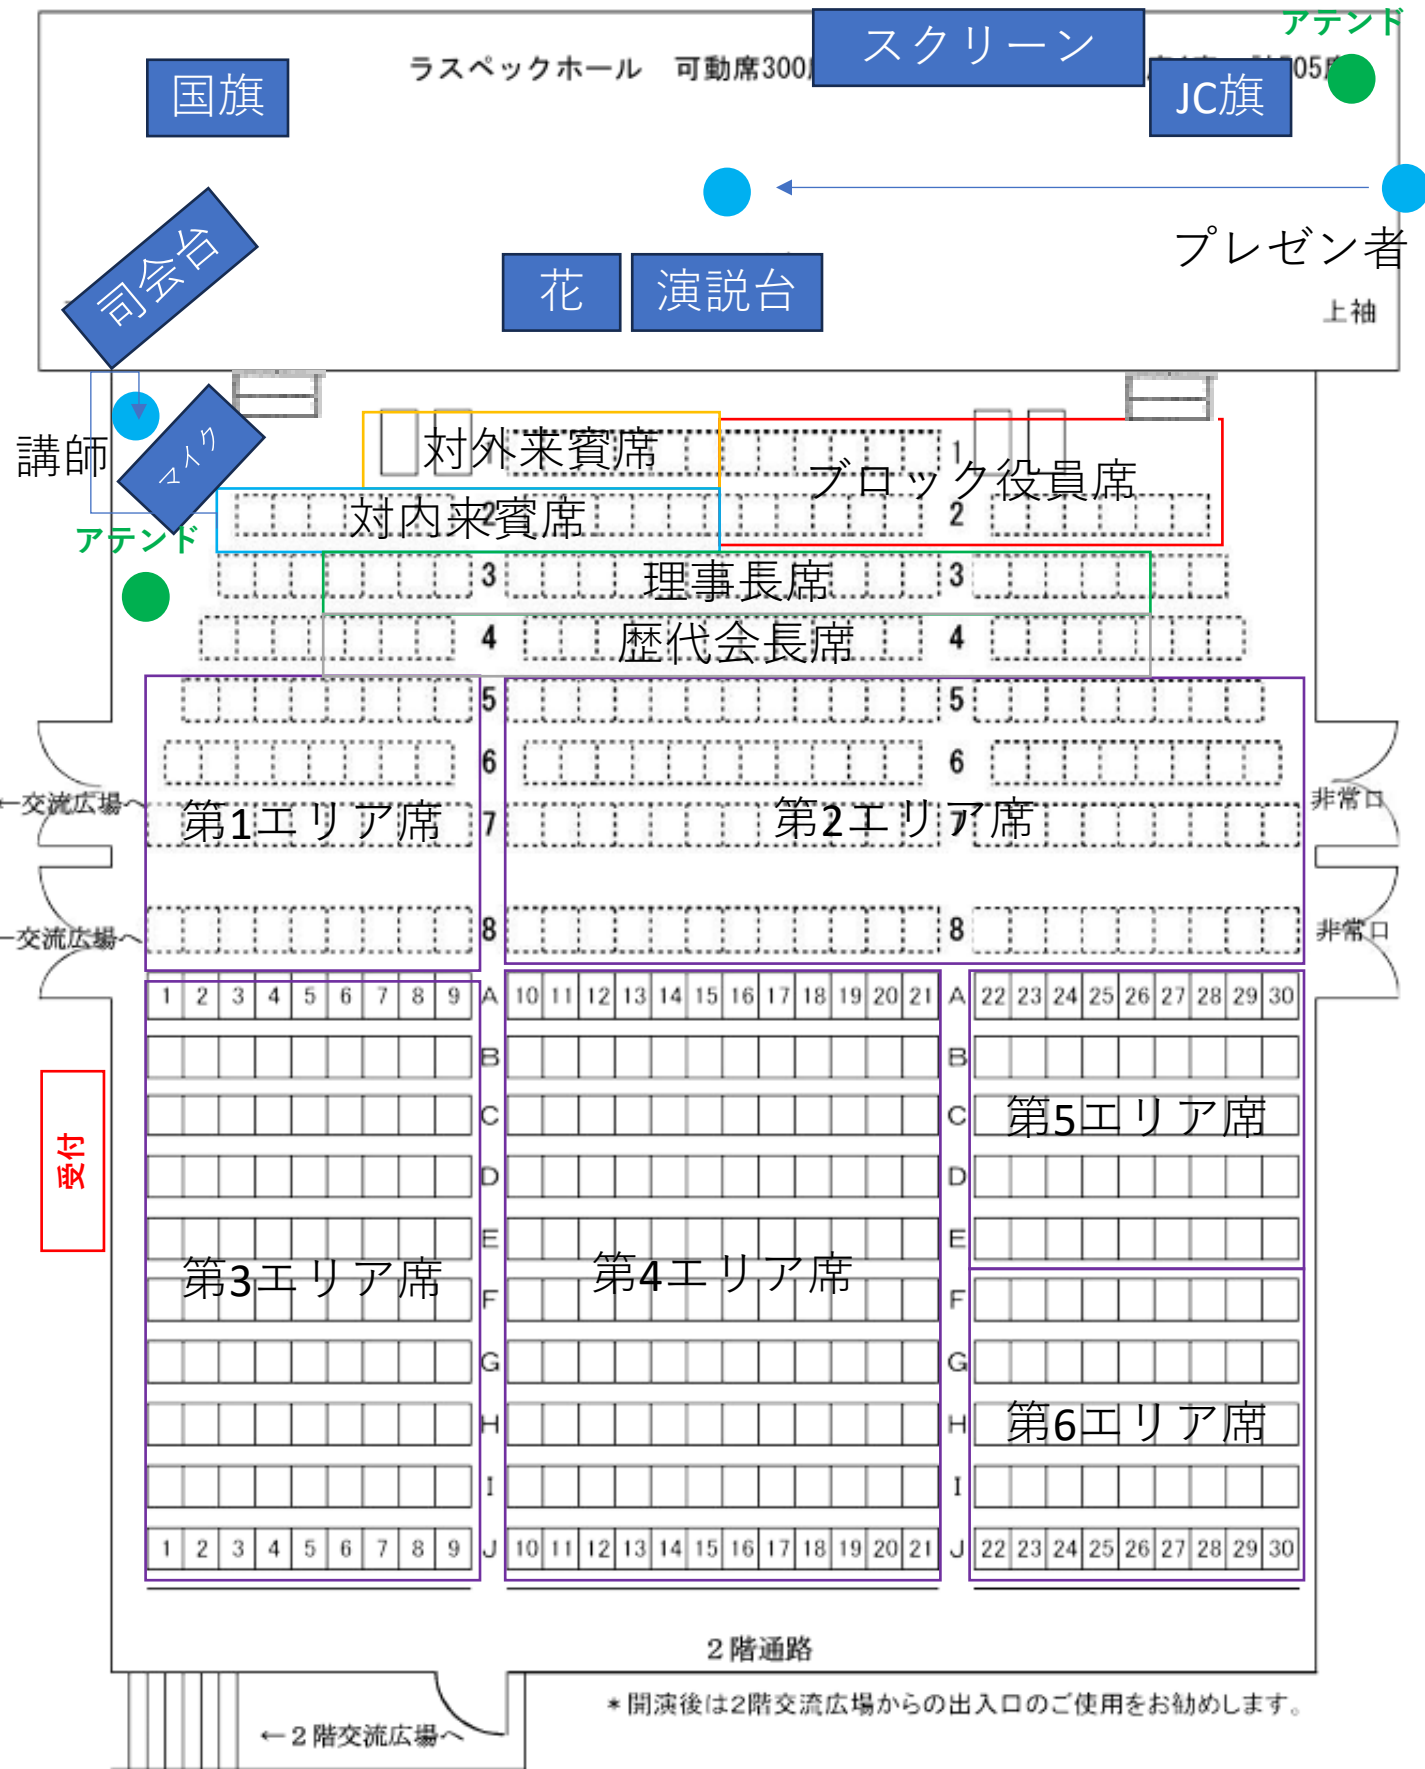 アテンド
スクリーン
ラスペックホール 可動席300
05
国旗
JC旗
プレゼン者
司会台
花
演説台
上袖
講師
マイク
対外来賓席
1
ブロック役員席
対内来賓席
2
2
アテンド
3
理事長席
3
4
歴代会長席
4
5
5
6
6
←交流広場へ
第1エリア席
7
第2エリア席
7
非常口
交流広場へ
8
8
非常口
1 2 3 4 5 6 7 8 9 A 10 11 12 13 14 15 16 17 18 19 20 21 A 22 23 24 25 26 27 28 29 30
B B
C C
第5エリア席
受付
D D
E E
第3エリア席
第4エリア席
F F
G G
H H
第6エリア席
I I
1 2 3 4 5 6 7 8 9 J 10 11 12 13 14 15 16 17 18 19 20 21 J 22 23 24 25 26 27 28 29 30
2階通路
*開演後は2階交流広場からの出入口のご使用をお勧めします。
←2階交流広場へ